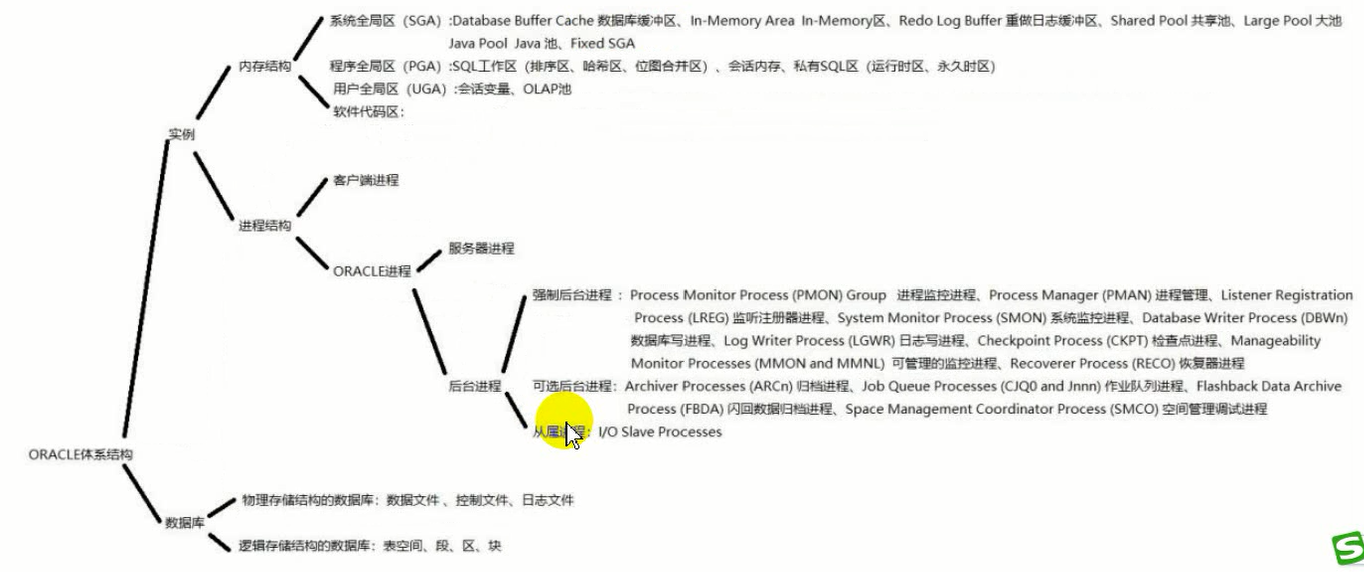 系统全局区（SGA）:Database Buffer Cache 数据库缓冲区、In-Memory Area In-Memory区、Redo Log Buffer 重做日志缓冲区、Shared Pool 共享池、Large Pool 大池
Java Pool Java 池、Fixed SGA
内存结构
程序全局区（PGA）:SQL工作区（排序区、哈希区、位图合并区）、会话内存、私有SQL区（运行时区、永久时区）
用户全局区（UGA）:会话变量、OLAP池
软件代码区：
实例
客户端进程
进程结构
服务器进程
ORACLE进程
强制后台进程 ：Process Monitor Process (PMON) Group 进程监控进程、Process Manager (PMAN) 进程管理、Listener Registration
Process (LREG) 监听注册器进程、System Monitor Process (SMON) 系统监控进程、Database Writer Process (DBWn)
数据库写进程、Log Writer Process (LGWR) 日志写进程、Checkpoint Process (CKPT) 检查点进程、Manageability
Monitor Processes (MMON and MMNL) 可管理的监控进程、Recoverer Process (RECO) 恢复器进程
后台进程
可选后台进程：Archiver Processes (ARCn) 归档进程、Job Queue Processes (CJQ0 and Jnnn) 作业队列进程、Flashback Data Archive
Process (FBDA) 闪回数据归档进程、Space Management Coordinator Process (SMCO) 空间管理调试进程
从属进程：I/O Slave Processes
ORACLE体系结构
物理存储结构的数据库：数据文件 、控制文件、日志文件
数据库
逻辑存储结构的数据库：表空间、段、区、块
S